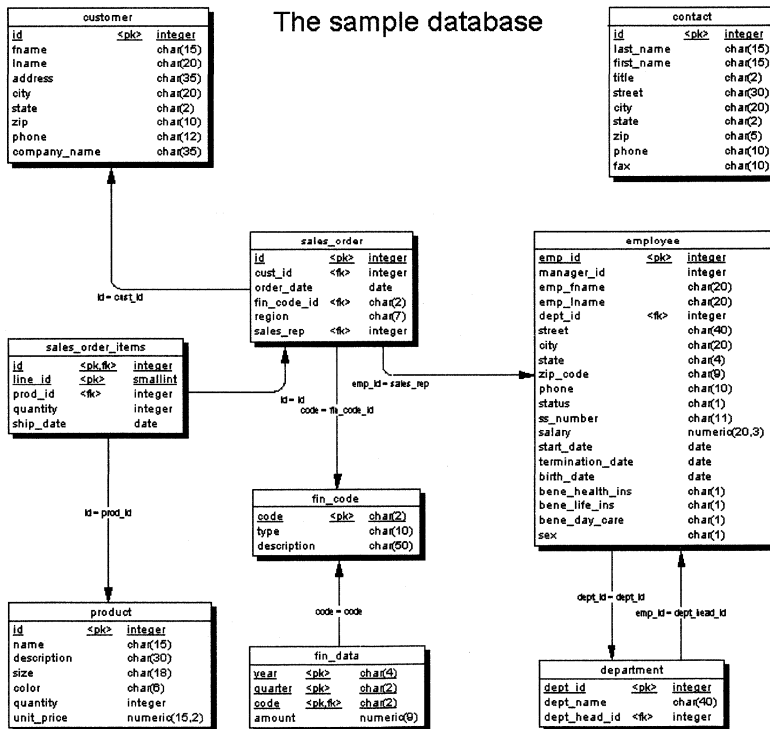 The sample database
customer
id <pk> integer
fname char(15)
lname char(20)
address char(35)
city char(20)
state char(2)
zip char(10)
phone char(12)
company_name char(35)
contact
id <pk> integer
last_name char(15)
first_name char(15)
title char(2)
street char(30)
city char(20)
state char(2)
zip char(5)
phone char(10)
fax char(10)
id = cust_id
sales_order
id <pk> integer
cust_id <fk> integer
order_date date
fin_code_id <fk> char(2)
region char(7)
sales_rep <fk> integer
employee
emp_id <pk> integer
manager_id integer
emp_fname char(20)
emp_lname char(20)
dept_id <fk> integer
street char(40)
city char(20)
state char(4)
zip_code char(9)
phone char(10)
status char(1)
ss_number char(11)
salary numeric(20,3)
start_date date
termination_date date
birth_date date
bene_health_ins char(1)
bene_life_ins char(1)
bene_day_care char(1)
sex char(1)
sales_order_items
id <pk,fk> integer
line_id <pk> smallint
prod_id <fk> integer
quantity integer
ship_date date
id = id
code = fin_code_id
emp_id = sales_rep
id = prod_id
fin_code
code <pk> char(2)
type char(10)
description char(50)
code = code
dept_id = dept_id
emp_id = dept_head_id
product
id <pk> integer
name char(15)
description char(30)
size char(18)
color char(6)
quantity integer
unit_price numeric(15,2)
fin_data
year <pk> char(4)
quarter <pk> char(2)
code <pk,fk> char(2)
amount numeric(9)
department
dept_id <pk> integer
dept_name char(40)
dept_head_id <fk> integer